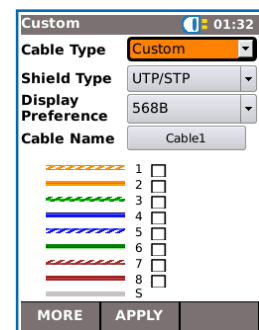 Custom 01:32
Cable Type Custom
Shield Type UTP/STP
Display
Preference 568B
Cable Name Cable1
1
2
3
4
5
6
7
8
S
MORE APPLY